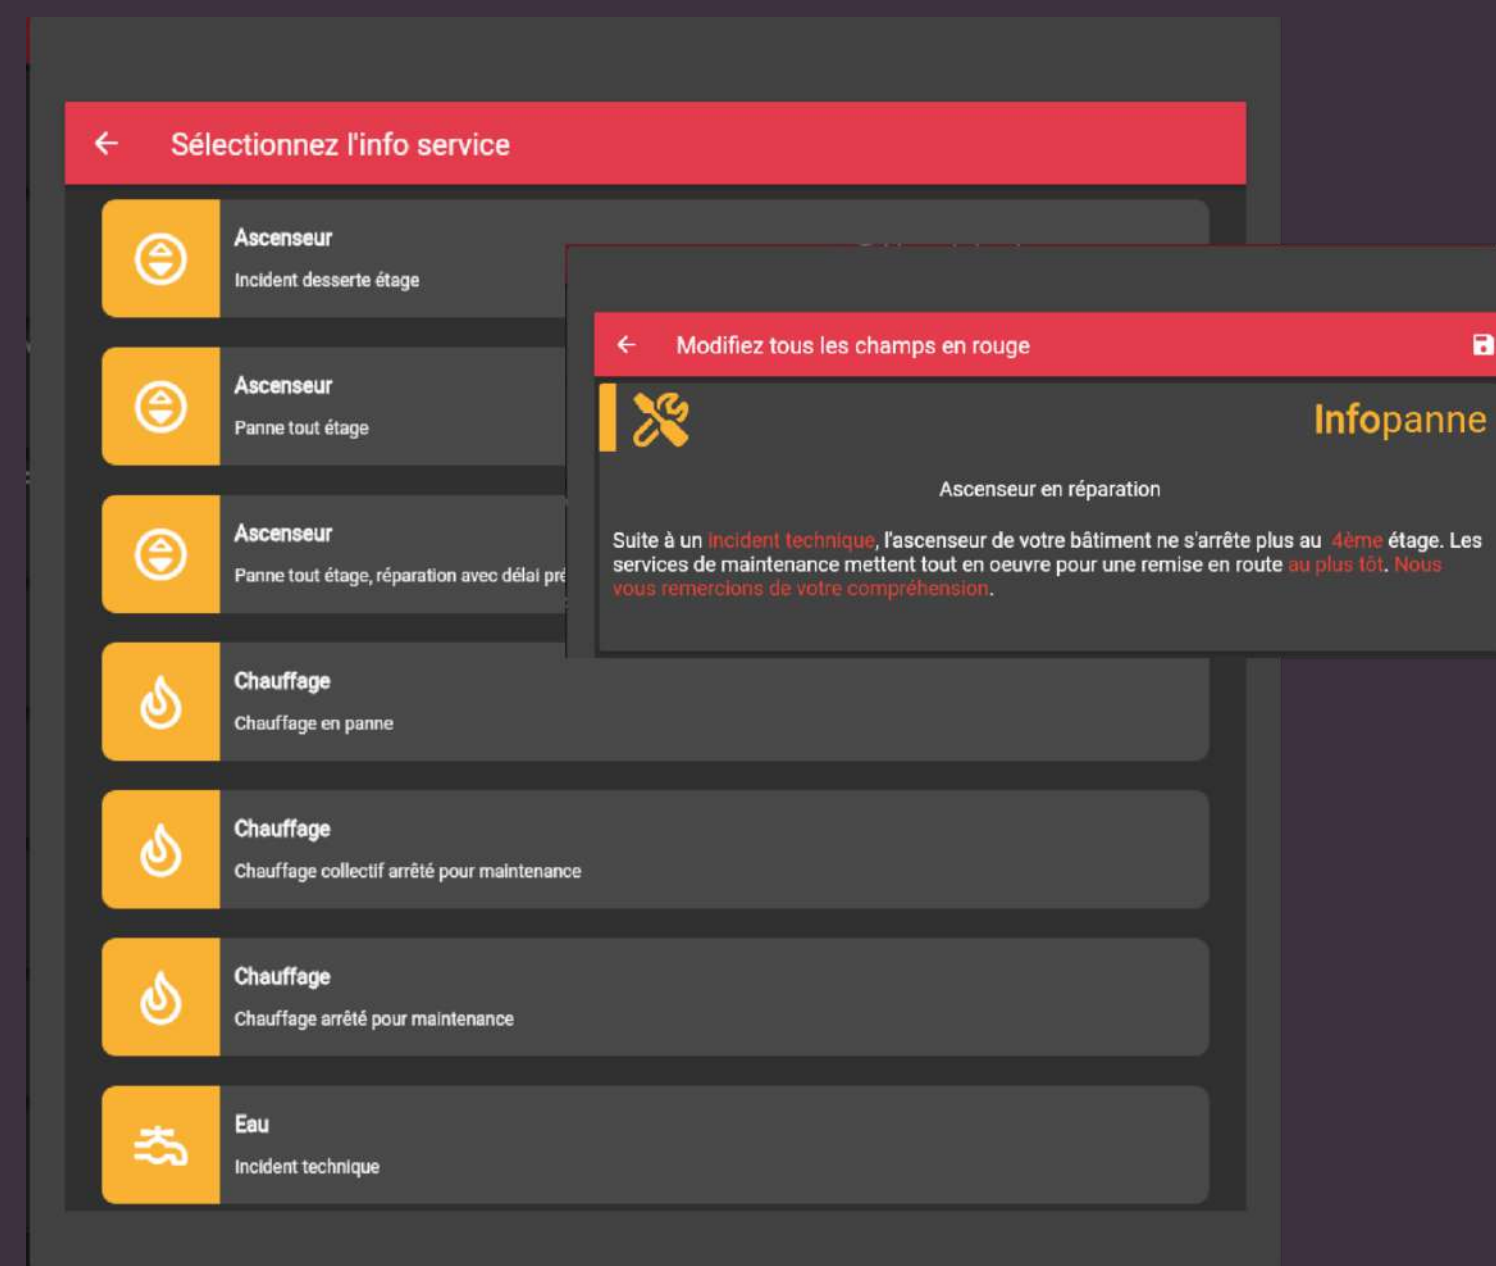 Sélectionnez l'info service
Ascenseur
Incident desserte étage
Ascenseur
Panne tout étage
Ascenseur
Panne tout étage, réparation avec délai
Chauffage
Chauffage en panne
Chauffage
Chauffage collectif arrêté pour maintenance
Chauffage
Chauffage arrêté pour maintenance
Eau
Incident technique
Modifiez tous les champs en rouge
Infopanne
Ascenseur en réparation
Suite à un incident technique, l'ascenseur de votre bâtiment ne s'arrête plus au 4ème étage. Les
services de maintenance mettent tout en oeuvre pour une remise en route au plus tôt. Nous
vous remercions de votre compréhension.